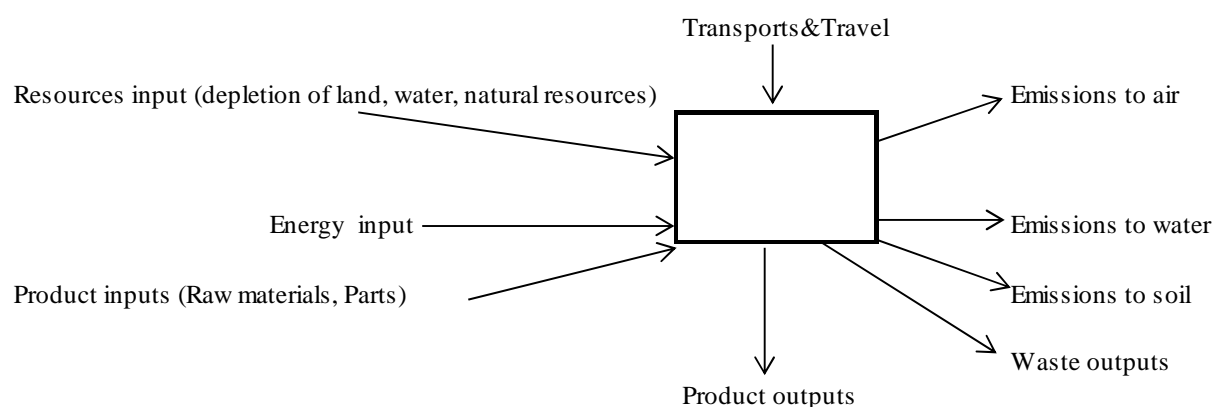 Transports&Travel
Resources input (depletion of land, water, natural resources)
Emissions to air
Energy input
Emissions to water
Product inputs (Raw materials, Parts)
Emissions to soil
Waste outputs
Product outputs